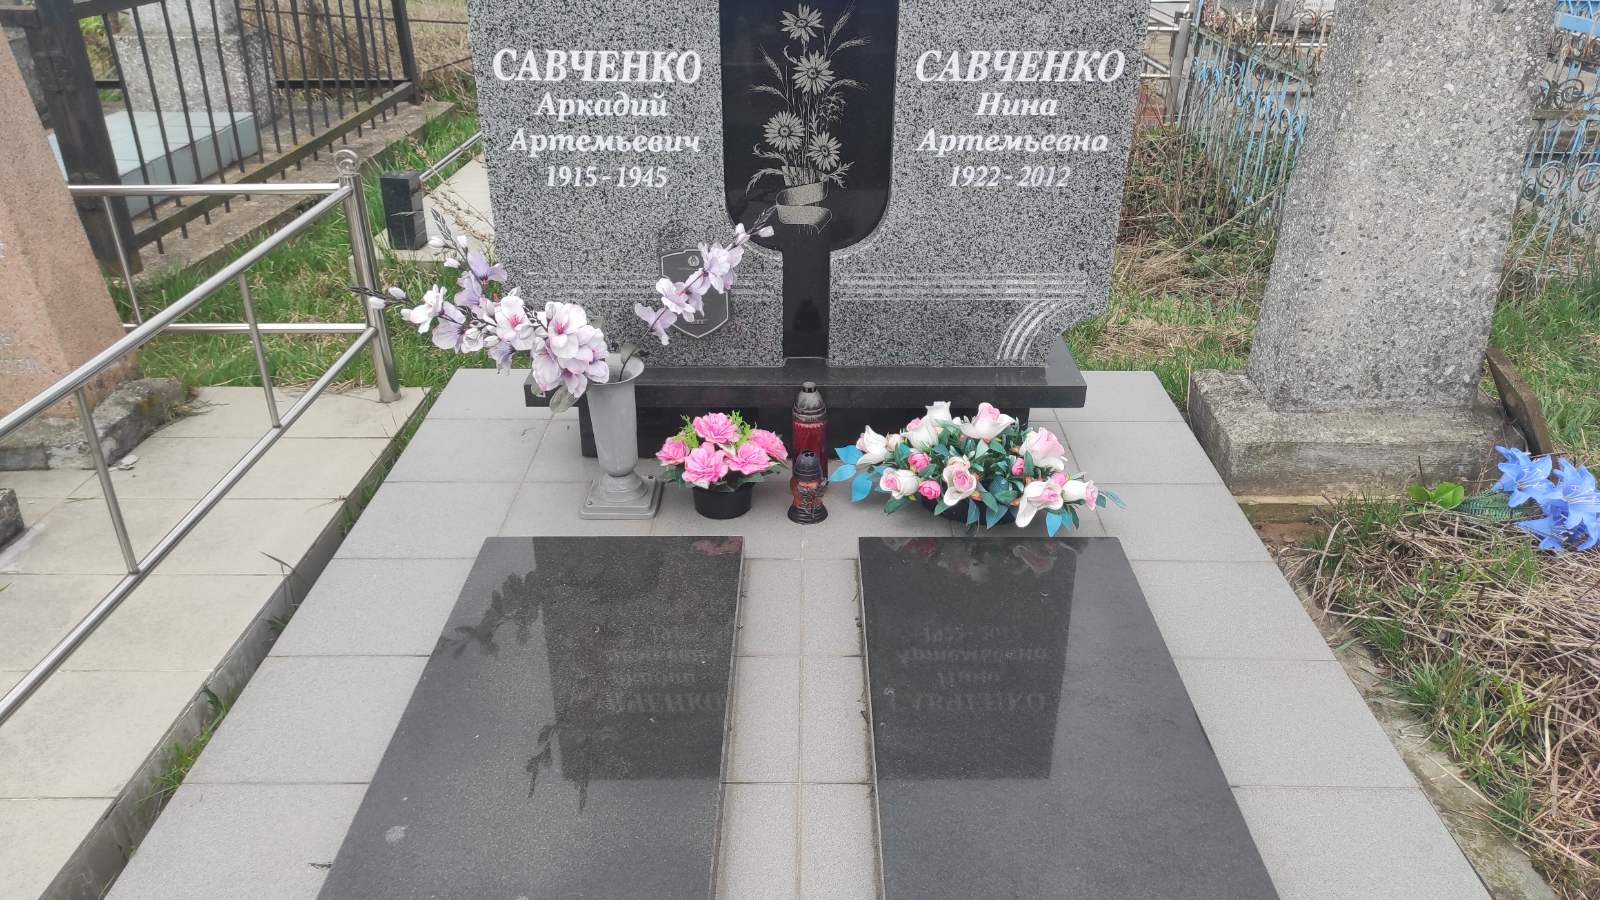 САВЧЕНКО
Аркадий
Артемьевич
1915 - 1945
САВЧЕНКО
Нина
Артемьевна
1922 - 2012